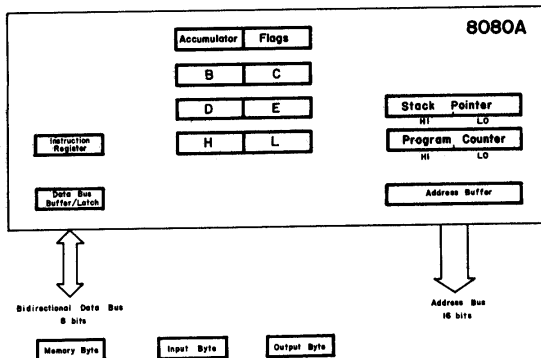 8080A
Accumulator Flags
B C
D E
H L
Stack Pointer
HI LO
Program Counter
HI LO
Instruction
Register
Data Bus
Buffer/Latch
Address Buffer
Bidirectional Data Bus
8 bits
Address Bus
16 bits
Memory Byte
Input Byte
Output Byte